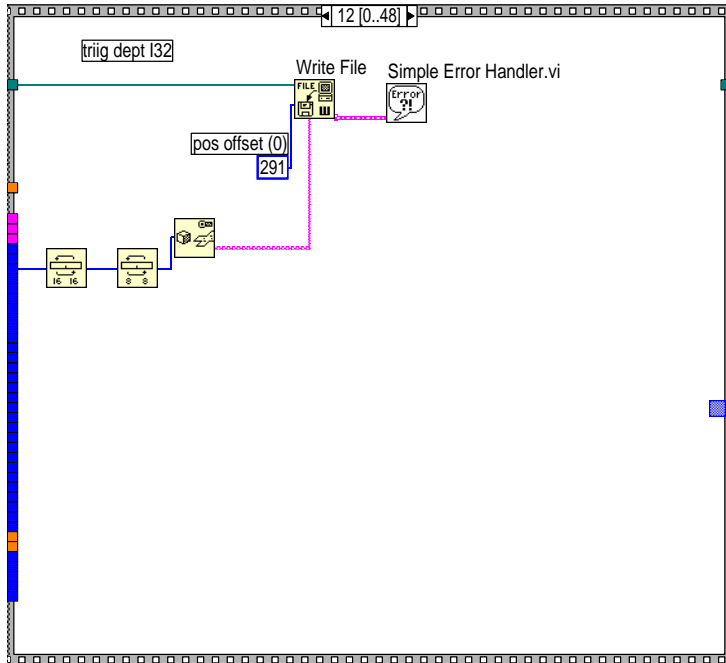 12 [0..48]
triig dept I32
Write File
Simple Error Handler.vi
FILE
W
Error
?!
pos offset (0)
291
16 16
8 8